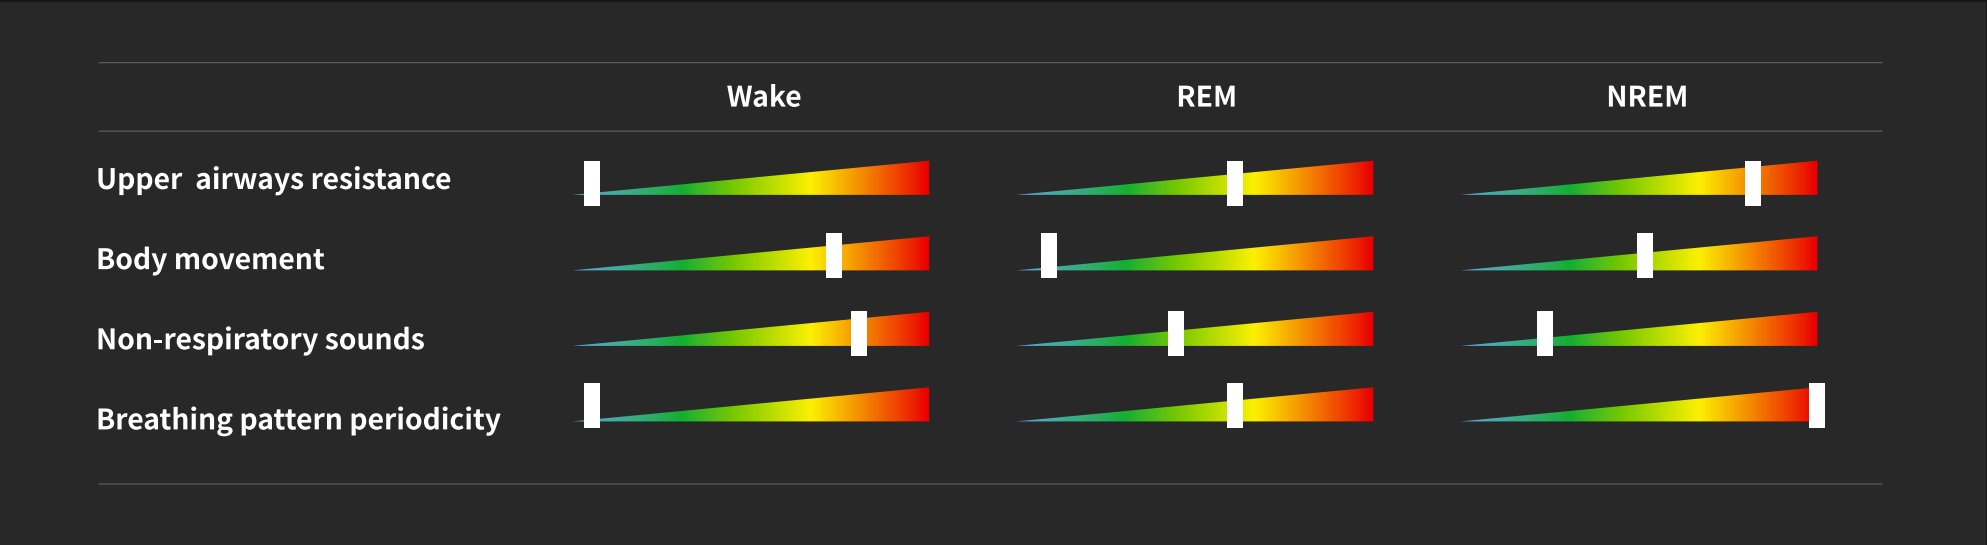 Wake REM NREM
Upper airways resistance
Body movement
Non-respiratory sounds
Breathing pattern periodicity